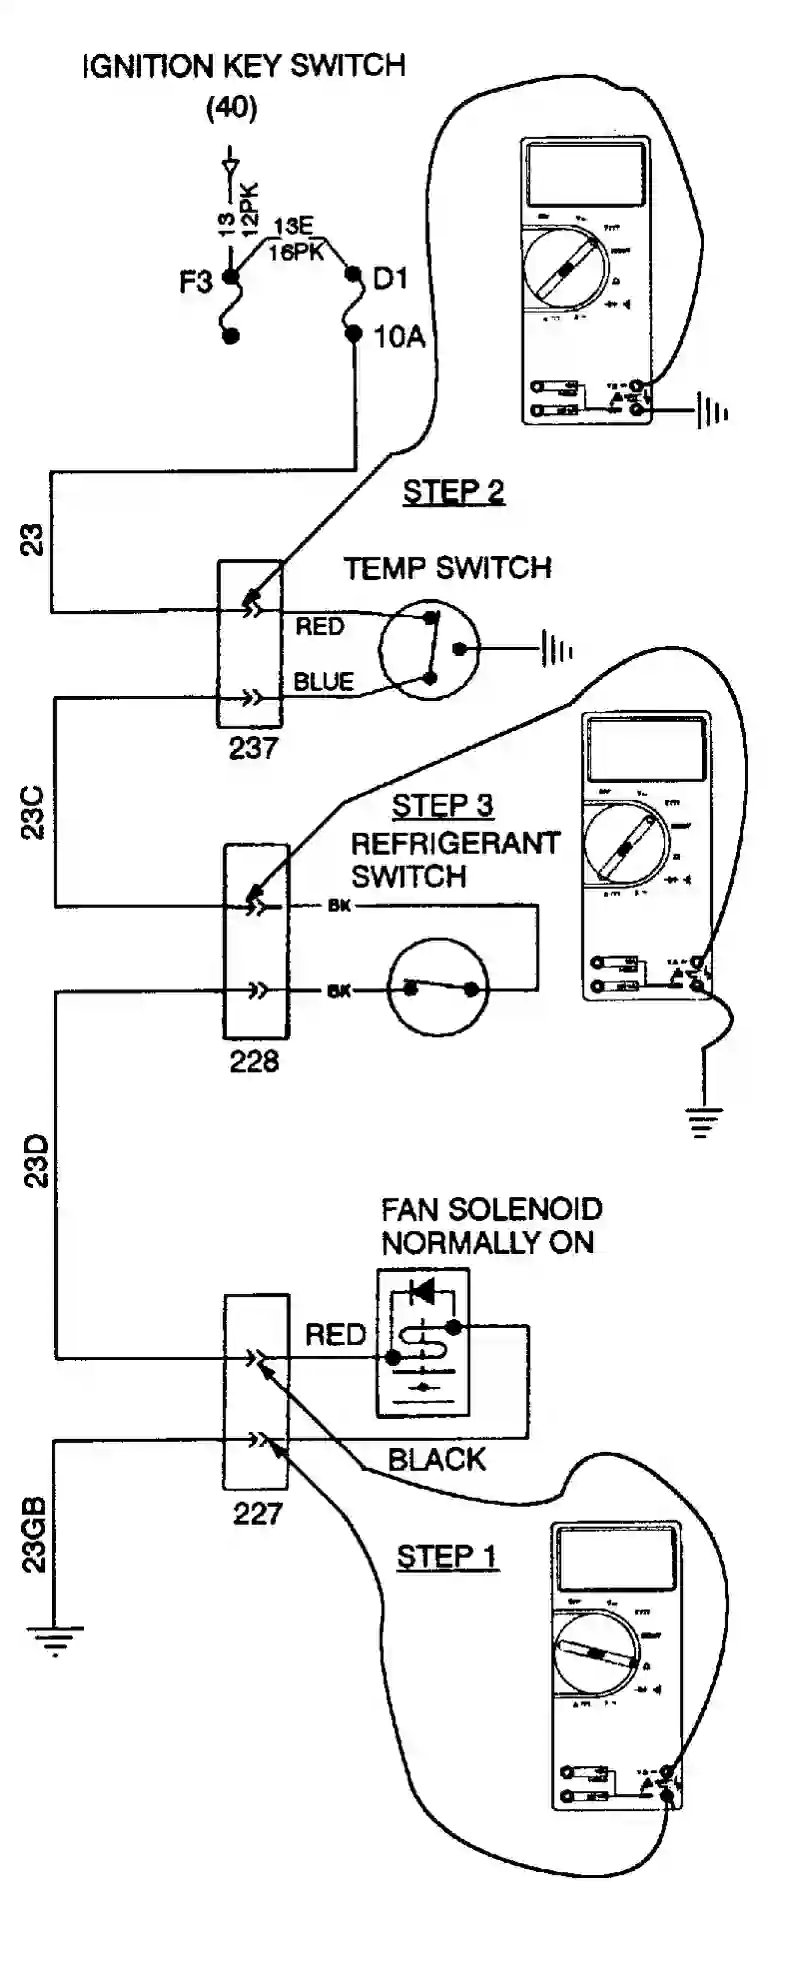 IGNITION KEY SWITCH
(40)
13
12PK
13E
16PK
F3
D1
10A
STEP 2
23
TEMP SWITCH
RED
BLUE
237
23C
STEP 3
REFRIGERANT
SWITCH
BK
BK
228
23D
FAN SOLENOID
NORMALLY ON
RED
BLACK
227
23GB
STEP 1